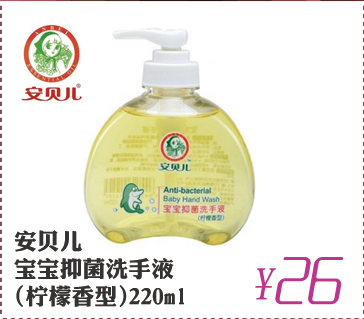 安贝儿®
安贝儿
Anti-bacterial
Baby Hand Wash
宝宝抑菌洗手液
(柠檬香型)
安贝儿
宝宝抑菌洗手液
(柠檬香型)220ml
¥26